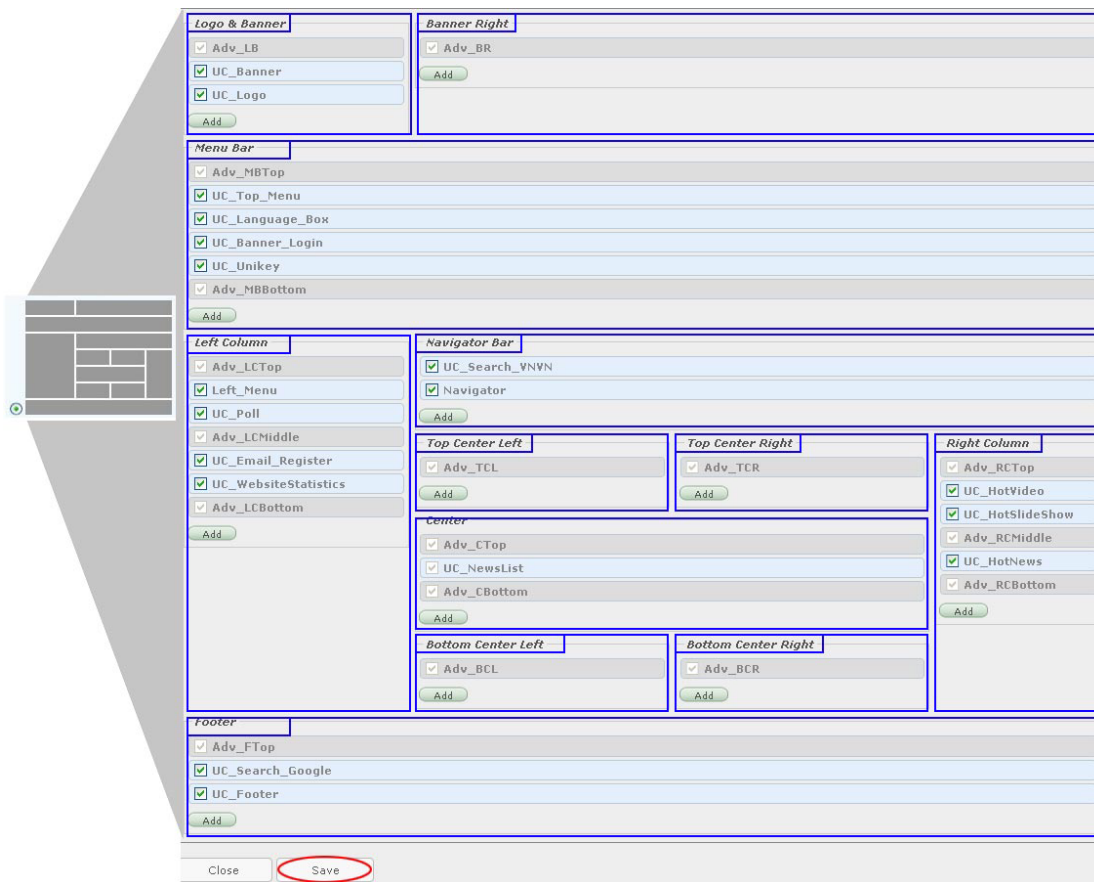 Logo & Banner
Adv_LB
UC_Banner
UC_Logo
Add
Banner Right
Adv_BR
Add
Menu Bar
Adv_MBTop
UC_Top_Menu
UC_Language_Box
UC_Banner_Login
UC_Unikey
Adv_MBBottom
Add
Left Column
Adv_LCTop
Left_Menu
UC_Poll
Adv_LCMiddle
UC_Email_Register
UC_WebsiteStatistics
Adv_LCBottom
Add
Navigator Bar
UC_Search_VNVN
Navigator
Add
Top Center Left
Adv_TCL
Add
Top Center Right
Adv_TCR
Add
Center
Adv_CTop
UC_NewsList
Adv_CBottom
Add
Bottom Center Left
Adv_BCL
Add
Bottom Center Right
Adv_BCR
Add
Right Column
Adv_RCTop
UC_HotVideo
UC_HotSlideShow
Adv_RCMiddle
UC_HotNews
Adv_RCBottom
Add
Footer
Adv_FTop
UC_Search_Google
UC_Footer
Add
Close
Save